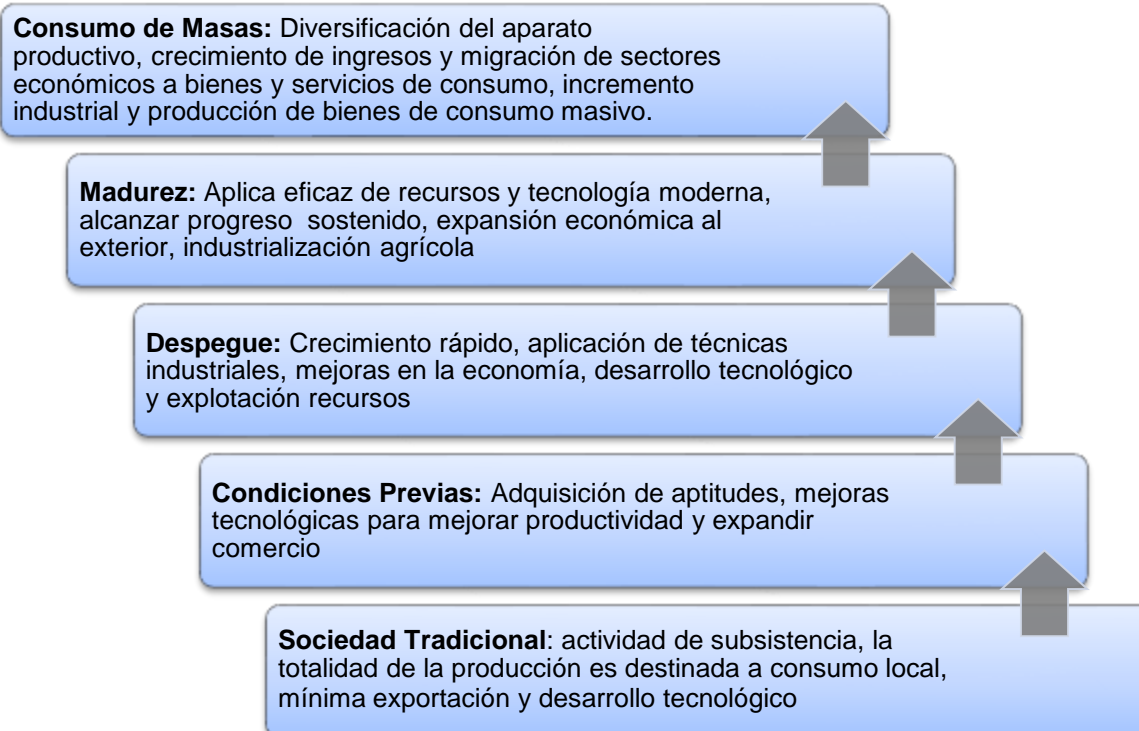 Consumo de Masas: Diversificación del aparato
productivo, crecimiento de ingresos y migración de sectores
económicos a bienes y servicios de consumo, incremento
industrial y producción de bienes de consumo masivo.
Madurez: Aplica eficaz de recursos y tecnología moderna,
alcanzar progreso sostenido, expansión económica al
exterior, industrialización agrícola
Despegue: Crecimiento rápido, aplicación de técnicas
industriales, mejoras en la economía, desarrollo tecnológico
y explotación recursos
Condiciones Previas: Adquisición de aptitudes, mejoras
tecnológicas para mejorar productividad y expandir
comercio
Sociedad Tradicional: actividad de subsistencia, la
totalidad de la producción es destinada a consumo local,
mínima exportación y desarrollo tecnológico